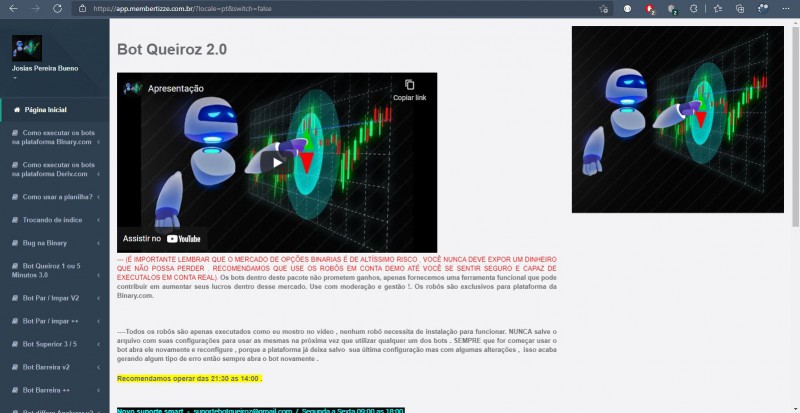 https://app.membertizze.com.br/?locale=pt&switch=false
Josias Pereira Bueno
Página Inicial
Como executar os bots
na plataforma Binary.com
Como executar os bots
na plataforma Deriv.com
Como usar a planilha?
Trocando de índice
Bug na Binary
Bot Queiroz 1 ou 5
Minutos 3.0
Bot Par / Impar V2
Bot Par / impar ++
Bot Superior 3 / 5
Bot Barreira v2
Bot Barreira ++
Bot differs Analyses v2
Bot Queiroz 2.0
Apresentação
Copiar link
Assistir no YouTube
--- (É IMPORTANTE LEMBRAR QUE O MERCADO DE OPÇÕES BINARIAS É DE ALTÍSSIMO RISCO , VOCÊ NUNCA DEVE EXPOR UM DINHEIRO
QUE NÃO POSSA PERDER . RECOMENDAMOS QUE USE OS ROBÔS EM CONTA DEMO ATÉ VOCÊ SE SENTIR SEGURO E CAPAZ DE
EXECUTALOS EM CONTA REAL). Os bots dentro deste pacote não prometem ganhos, apenas fornecemos uma ferramenta funcional que pode
contribuir em aumentar seus lucros dentro desse mercado. Use com moderação e gestão !. Os robôs são exclusivos para plataforma da
Binary.com.
----Todos os robôs são apenas executados como eu mostro no vídeo , nenhum robô necessita de instalação para funcionar. NUNCA salve o
arquivo com suas configurações para usar as mesmas na próxima vez que utilizar qualquer um dos bots . SEMPRE que for começar usar o
bot abra ele novamente e reconfigure , porque a plataforma já deixa salvo sua última configuração mas com algumas alterações , isso acaba
gerando algum tipo de erro então sempre abra o bot novamente .
Recomendamos operar das 21:30 as 14:00 .
Novo suporte smart - suportebotqueiroz@gmail.com / Segunda a Sexta 09:00 as 18:00